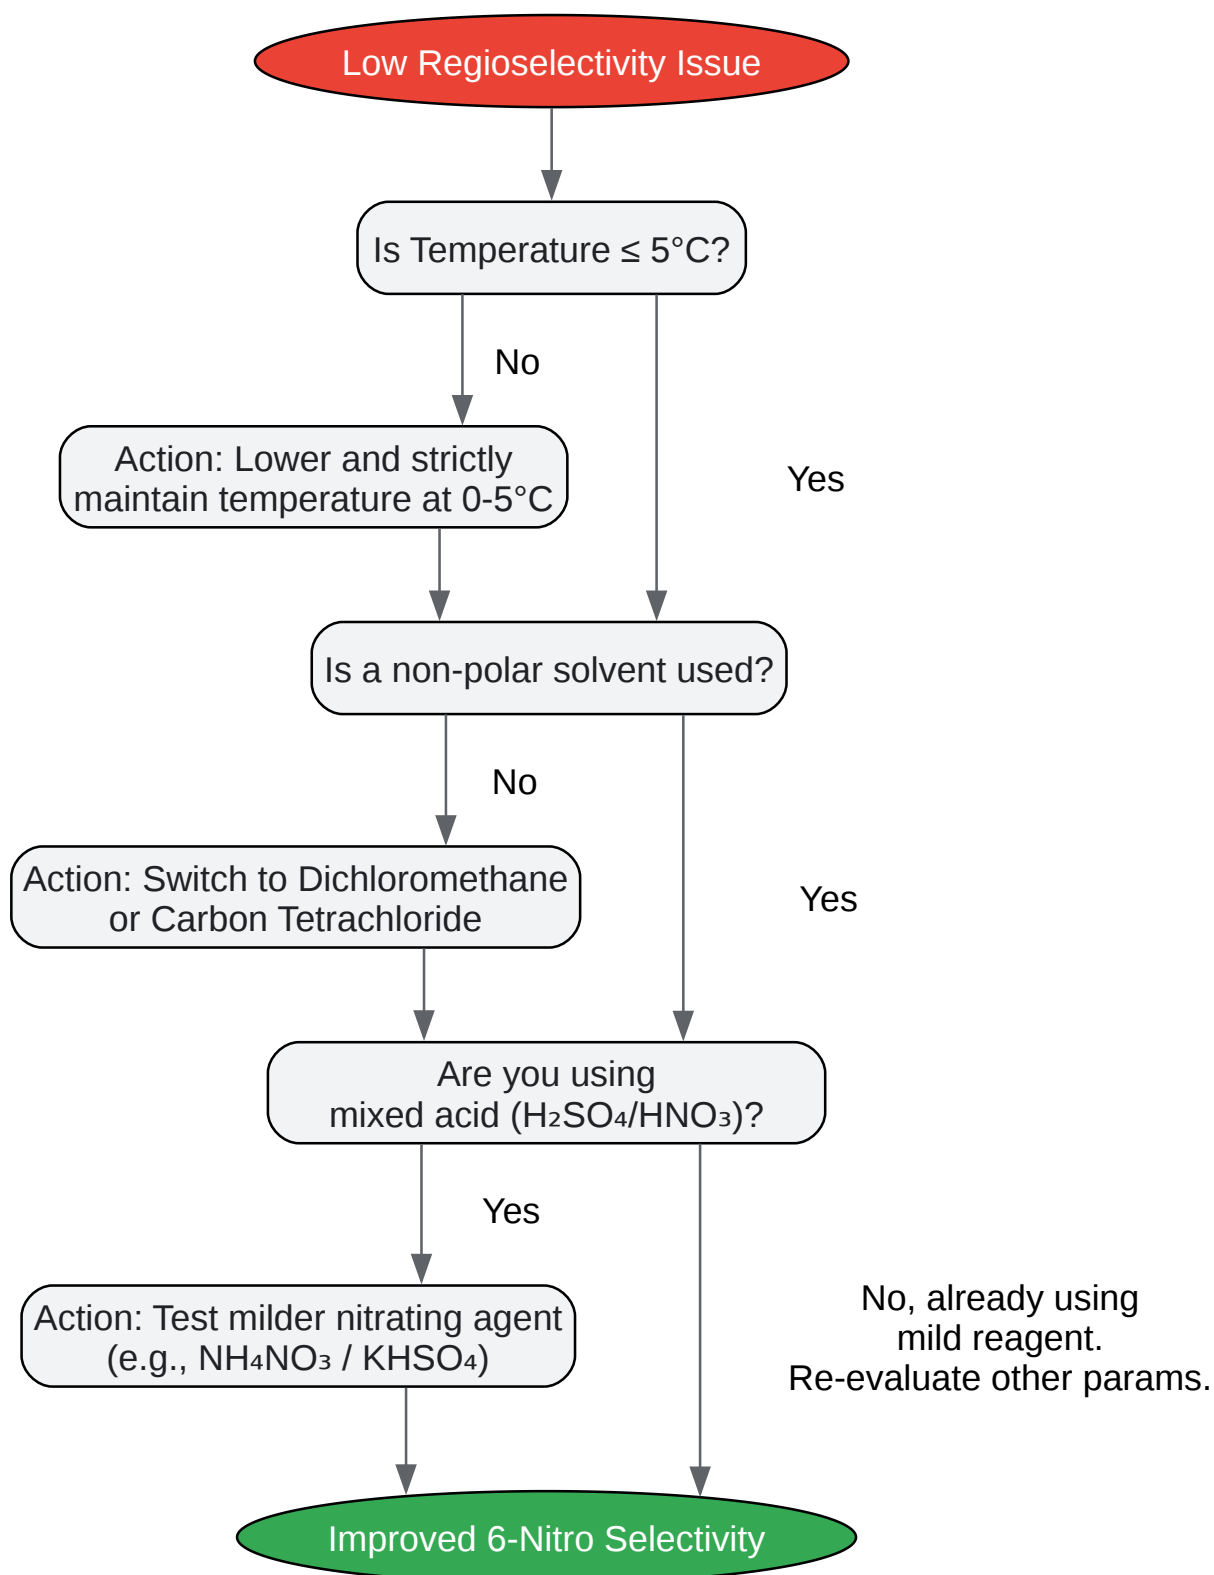 Low Regioselectivity Issue
Is Temperature ≤ 5°C?
No
Action: Lower and strictly
maintain temperature at 0-5°C
Yes
Is a non-polar solvent used?
No
Action: Switch to Dichloromethane
or Carbon Tetrachloride
Yes
Are you using
mixed acid (H₂SO₄/HNO₃)?
Yes
Action: Test milder nitrating agent
(e.g., NH₄NO₃ / KHSO₄)
No, already using
mild reagent.
Re-evaluate other params.
Improved 6-Nitro Selectivity